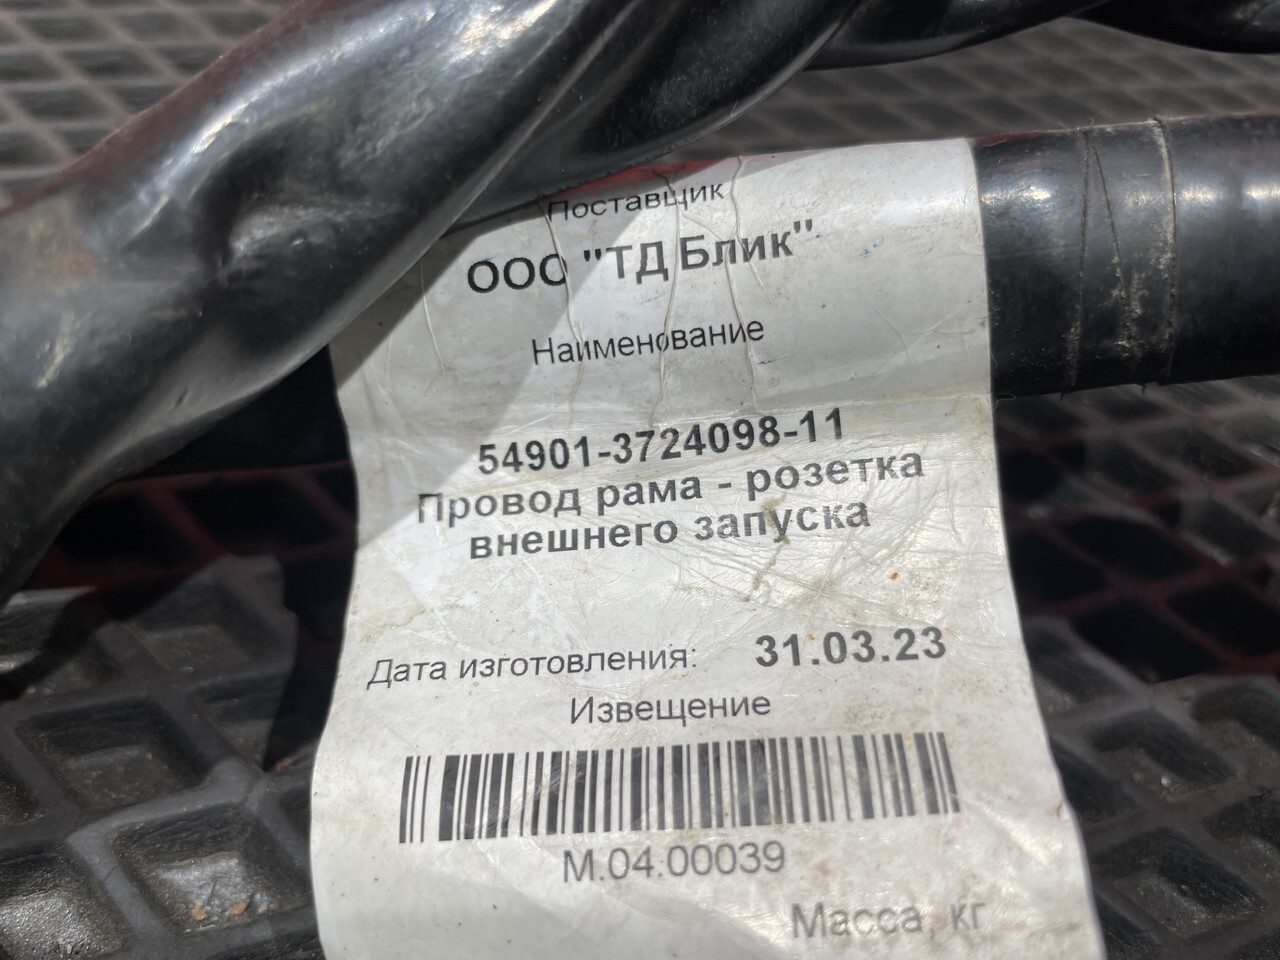 Поставщик
ООО "ТД Блик"
Наименование
54901-3724098-11
Провод рама - розетка
внешнего запуска
Дата изготовления: 31.03.23
Извещение
М.04.00039
Масса, кг